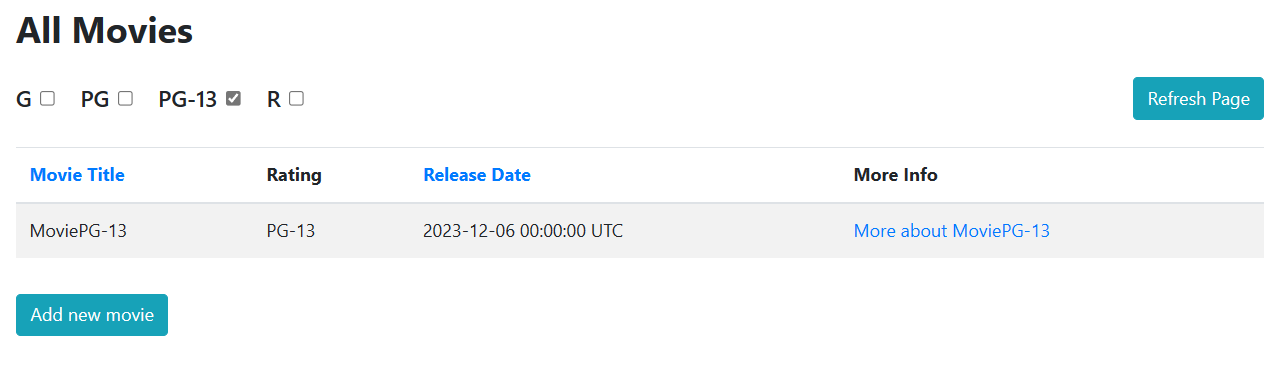 All Movies
G PG PG-13 R Refresh Page
Movie Title Rating Release Date More Info
MoviePG-13 PG-13 2023-12-06 00:00:00 UTC More about MoviePG-13
Add new movie